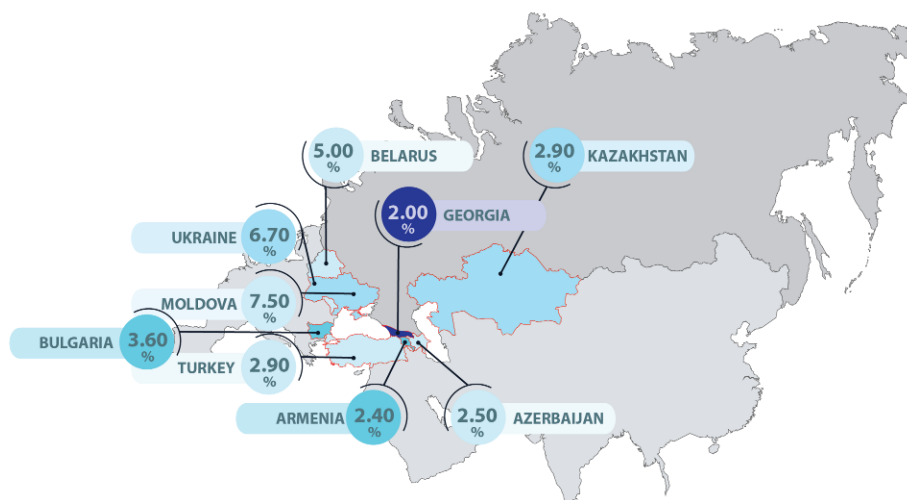 5.00
%
BELARUS
2.90
%
KAZAKHSTAN
2.00
%
GEORGIA
UKRAINE
6.70
%
MOLDOVA
7.50
%
BULGARIA
3.60
%
TURKEY
2.90
%
ARMENIA
2.40
%
2.50
%
AZERBAIJAN